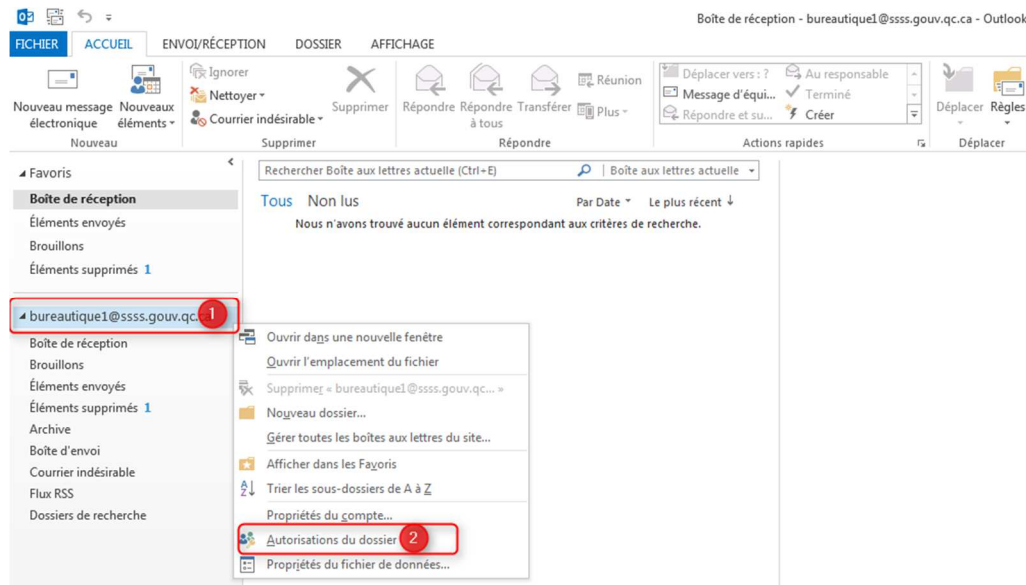 Boîte de réception - bureautique1@ssss.gouv.qc.ca - Outlook
FICHIER ACCUEIL ENVOI/RÉCEPTION DOSSIER AFFICHAGE
Nouveau message électronique
Nouveaux éléments
Nouveau
Ignorer
Nettoyer
Courrier indésirable
Supprimer
Supprimer
Répondre
Répondre à tous
Transférer
Réunion
Plus
Répondre
Déplacer vers : ?
Message d'équi...
Répondre et su...
Au responsable
Terminé
Créer
Actions rapides
Déplacer
Règles
Déplacer
Favoris
Boîte de réception
Éléments envoyés
Brouillons
Éléments supprimés 1
bureautique1@ssss.gouv.qc.
1
Boîte de réception
Brouillons
Éléments envoyés
Éléments supprimés 1
Archive
Boîte d'envoi
Courrier indésirable
Flux RSS
Dossiers de recherche
Rechercher Boîte aux lettres actuelle (Ctrl+E)
Boîte aux lettres actuelle
Tous Non lus
Par Date Le plus récent ↓
Nous n'avons trouvé aucun élément correspondant aux critères de recherche.
Ouvrir dans une nouvelle fenêtre
Ouvrir l'emplacement du fichier
Supprimer « bureautique1@ssss.gouv.qc... »
Nouveau dossier...
Gérer toutes les boîtes aux lettres du site...
Afficher dans les Favoris
Trier les sous-dossiers de A à Z
Propriétés du compte...
Autorisations du dossier
2
Propriétés du fichier de données...